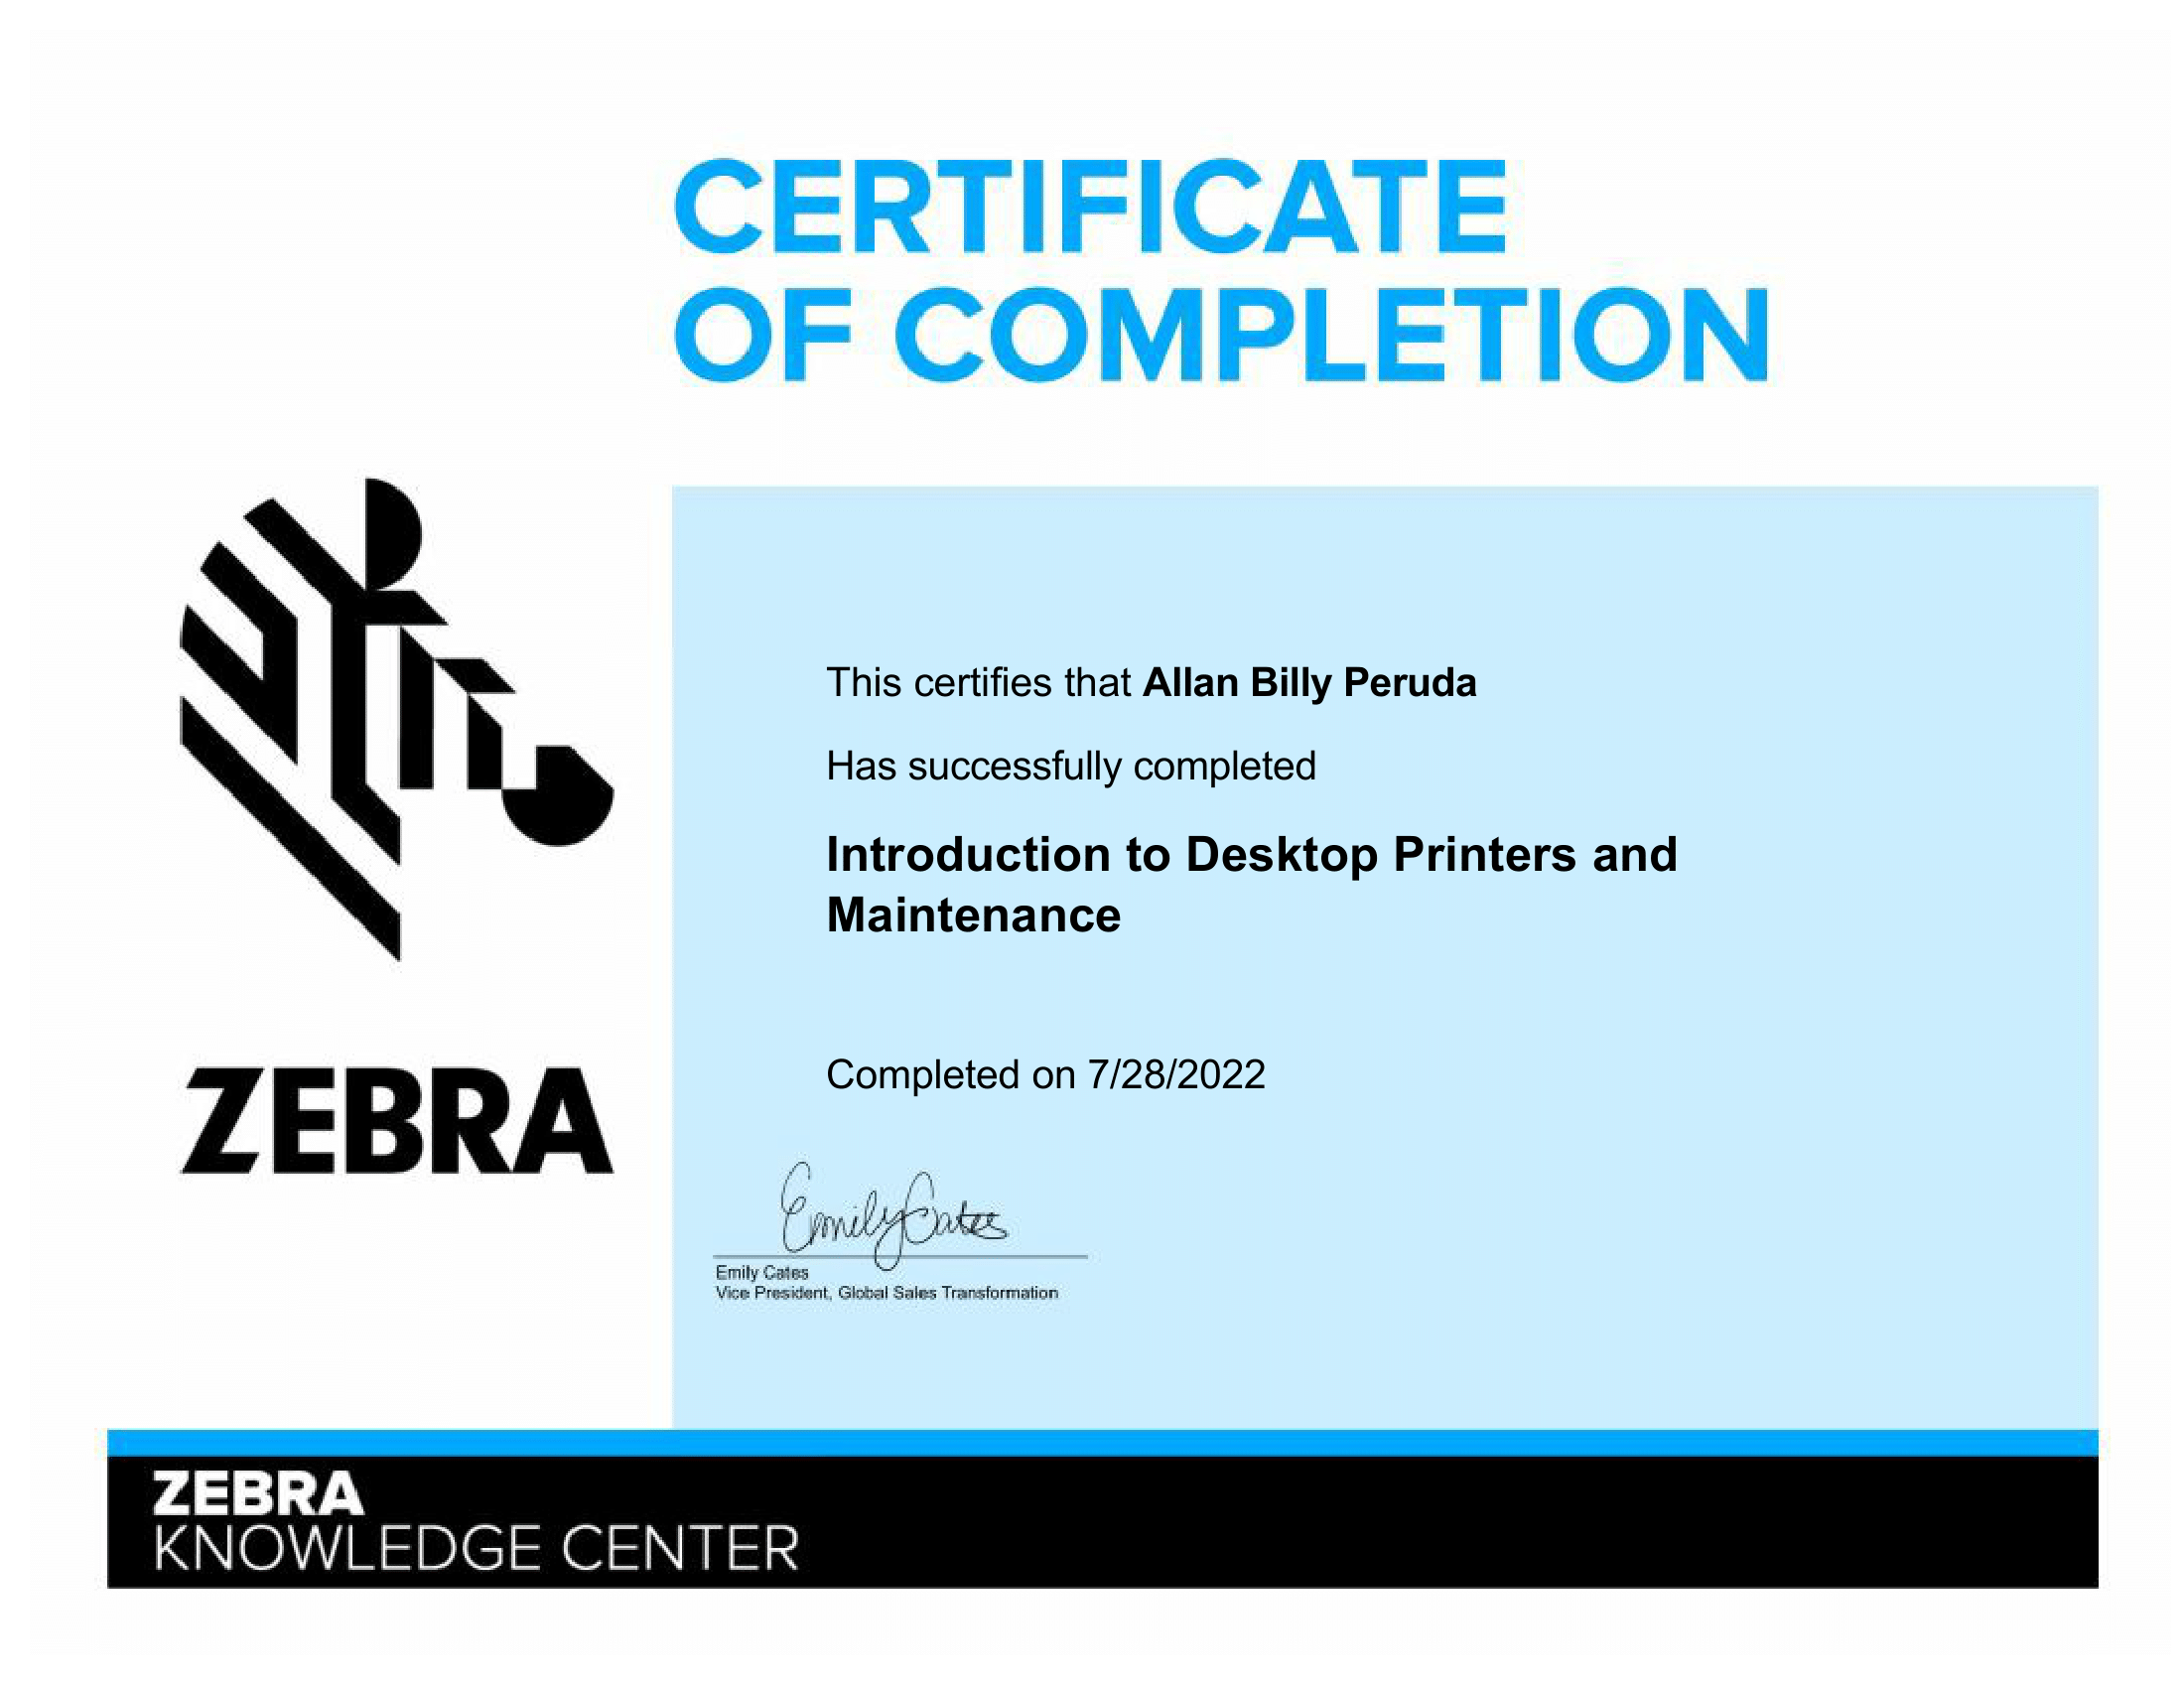 CERTIFICATE
OF COMPLETION
This certifies that Allan Billy Peruda
Has successfully completed
Introduction to Desktop Printers and
Maintenance
ZEBRA
Completed on 7/28/2022
Emily Cates
Emily Cates
Vice President, Global Sales Transformation
ZEBRA
KNOWLEDGE CENTER